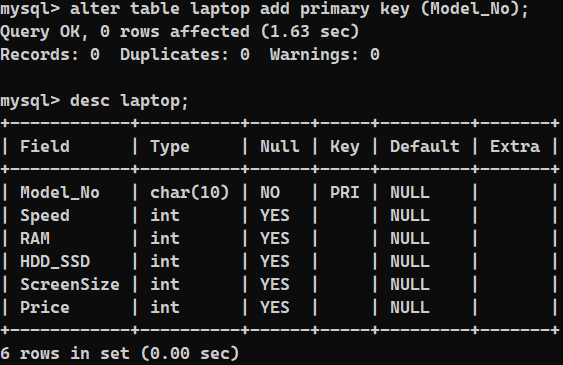 mysql> alter table laptop add primary key (Model_No);
Query OK, 0 rows affected (1.63 sec)
Records: 0  Duplicates: 0  Warnings: 0

mysql> desc laptop;
+------------+----------+------+-----+---------+-------+
| Field      | Type     | Null | Key | Default | Extra |
+------------+----------+------+-----+---------+-------+
| Model_No   | char(10) | NO   | PRI | NULL    |       |
| Speed      | int      | YES  |     | NULL    |       |
| RAM        | int      | YES  |     | NULL    |       |
| HDD_SSD    | int      | YES  |     | NULL    |       |
| ScreenSize | int      | YES  |     | NULL    |       |
| Price      | int      | YES  |     | NULL    |       |
+------------+----------+------+-----+---------+-------+
6 rows in set (0.00 sec)